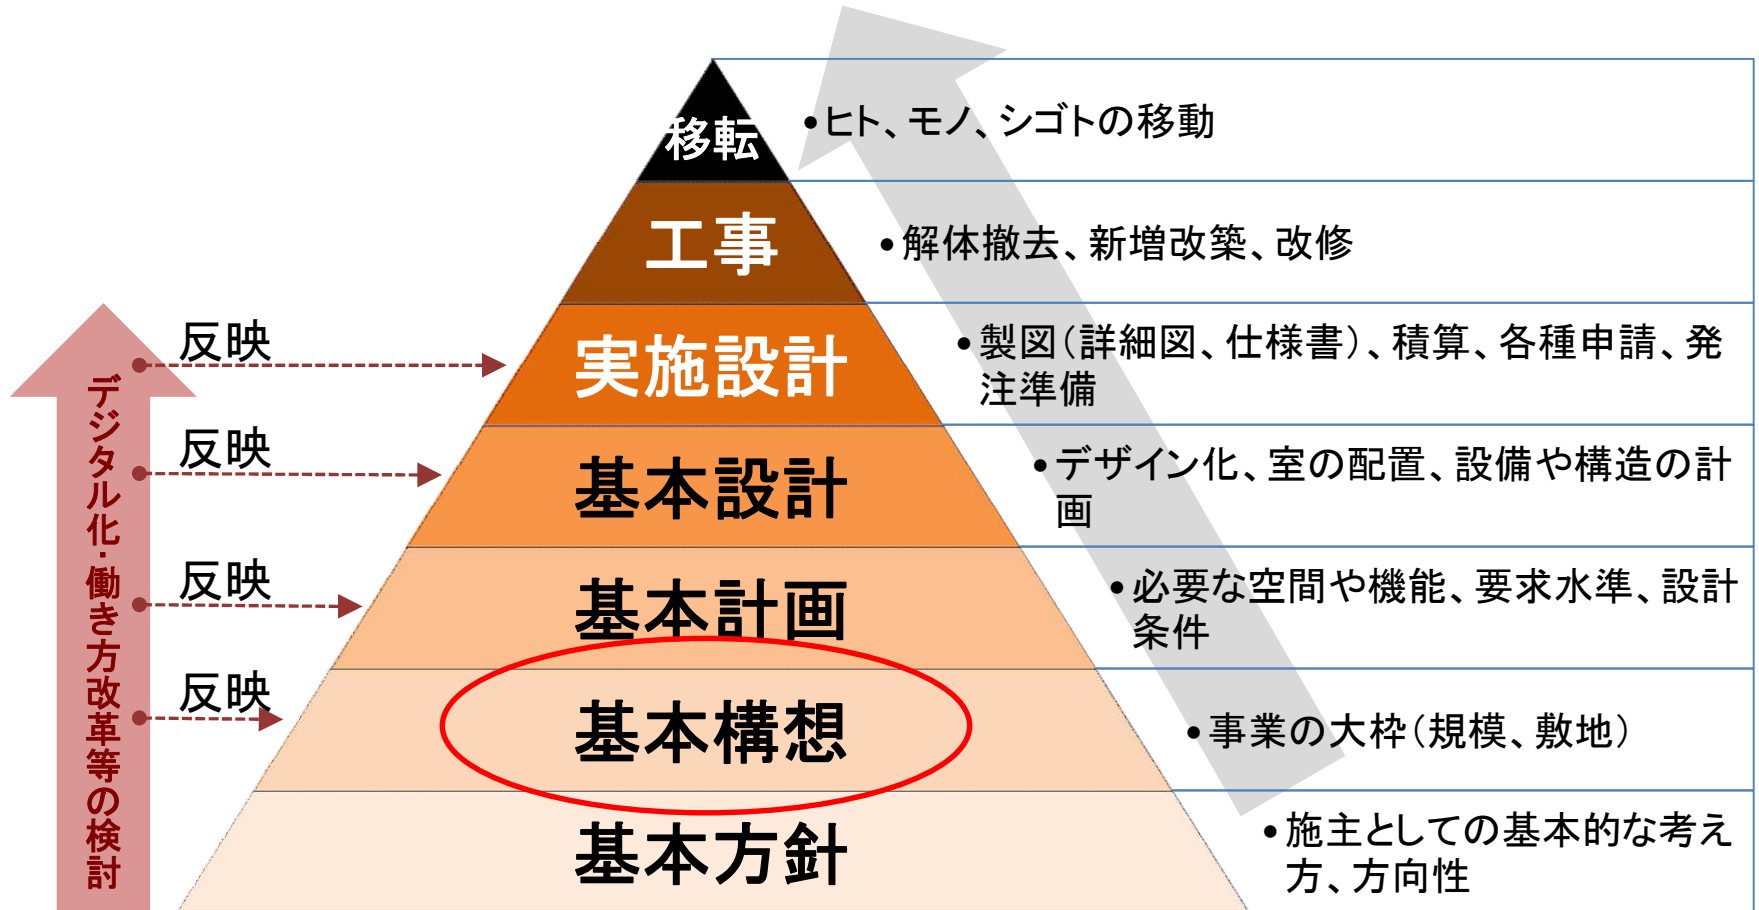 移転
•ヒト、モノ、シゴトの移動
工事
•解体撤去、新増改築、改修
反映
実施設計
•製図(詳細図、仕様書)、積算、各種申請、発
注準備
反映
基本設計
•デザイン化、室の配置、設備や構造の計
画
反映
基本計画
•必要な空間や機能、要求水準、設計
条件
反映
基本構想
•事業の大枠(規模、敷地)
基本方針
•施主としての基本的な考え
方、方向性
デジタル化・働き方改革等の検討